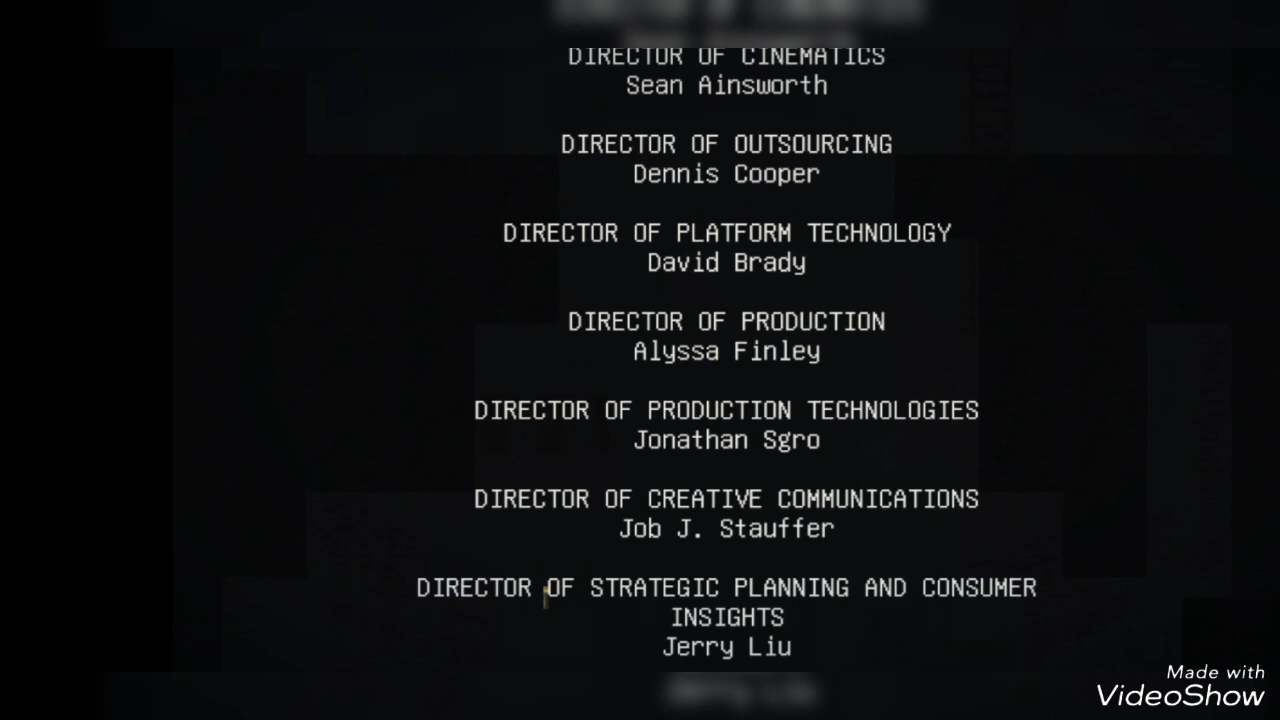 DIRECTOR OF CINEMATICS
Sean Ainsworth
DIRECTOR OF OUTSOURCING
Dennis Cooper
DIRECTOR OF PLATFORM TECHNOLOGY
David Brady
DIRECTOR OF PRODUCTION
Alyssa Finley
DIRECTOR OF PRODUCTION TECHNOLOGIES
Jonathan Sgro
DIRECTOR OF CREATIVE COMMUNICATIONS
Job J. Stauffer
DIRECTOR OF STRATEGIC PLANNING AND CONSUMER
INSIGHTS
Jerry Liu
Made with
VideoShow